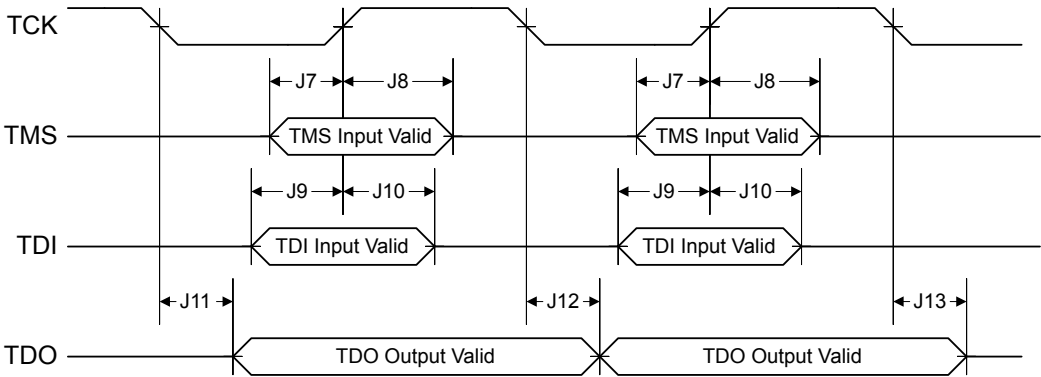 TCK
J7 J8 J7 J8
TMS TMS Input Valid TMS Input Valid
J9 J10 J9 J10
TDI TDI Input Valid TDI Input Valid
J11 J12 J13
TDO TDO Output Valid TDO Output Valid